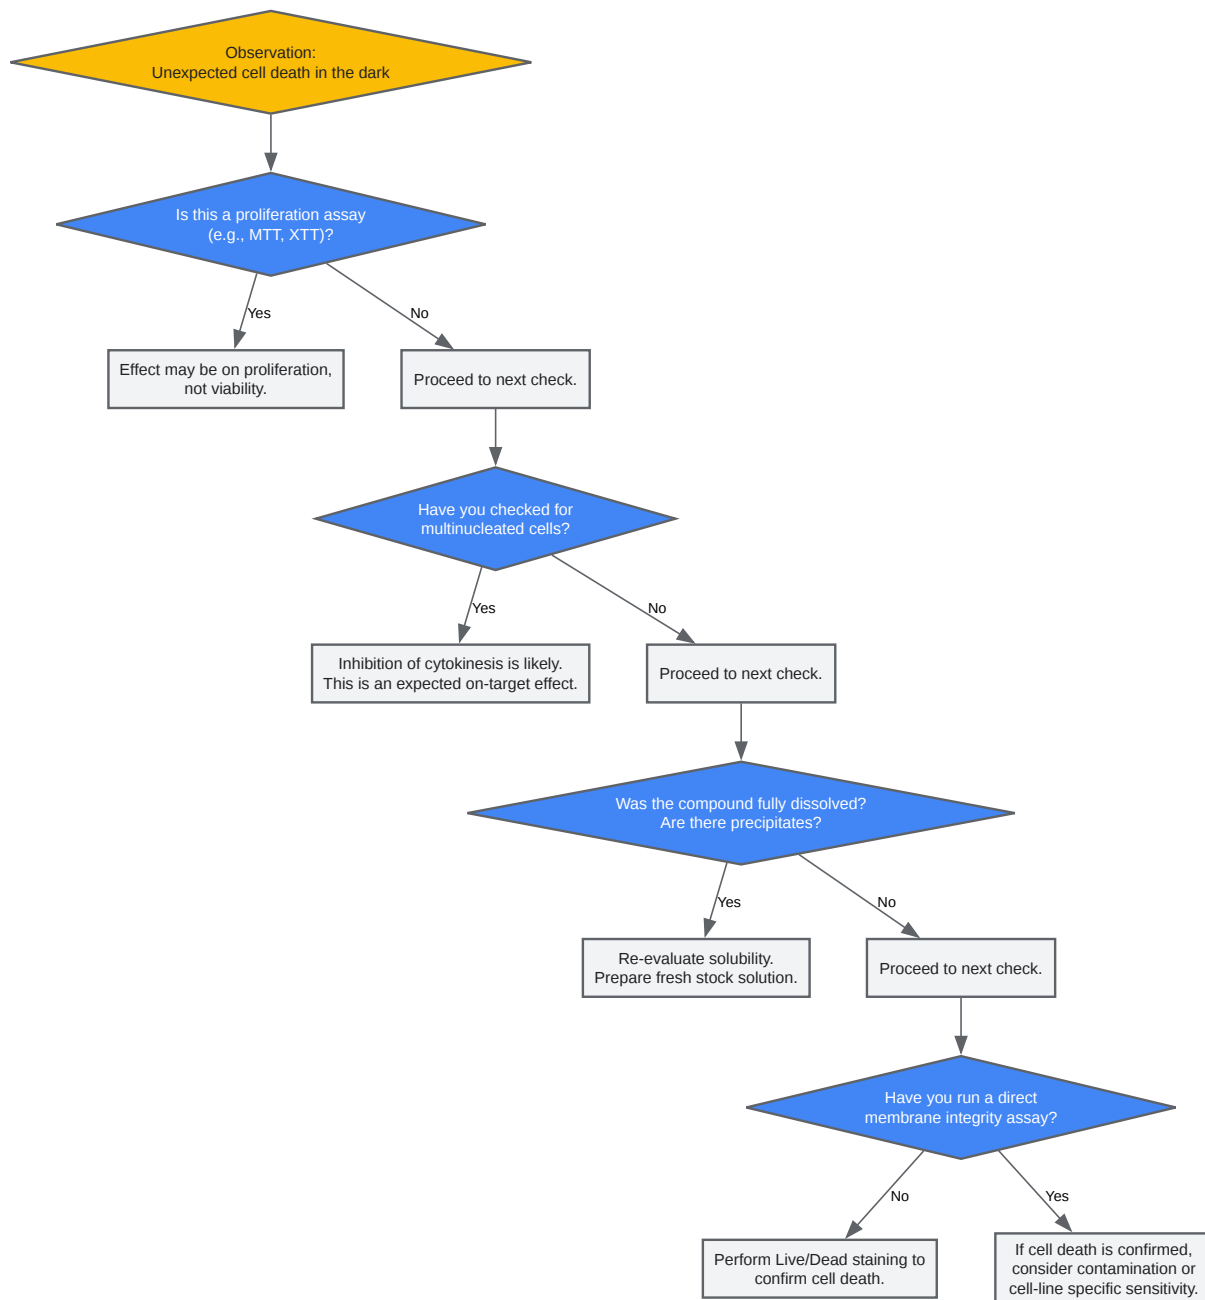 Observation:
Unexpected cell death in the dark
Is this a proliferation assay
(e.g., MTT, XTT)?
Yes
No
Effect may be on proliferation,
not viability.
Proceed to next check.
Have you checked for
multinucleated cells?
Yes
No
Inhibition of cytokinesis is likely.
This is an expected on-target effect.
Proceed to next check.
Was the compound fully dissolved?
Are there precipitates?
Yes
No
Re-evaluate solubility.
Prepare fresh stock solution.
Proceed to next check.
Have you run a direct
membrane integrity assay?
No
Yes
Perform Live/Dead staining to
confirm cell death.
If cell death is confirmed,
consider contamination or
cell-line specific sensitivity.